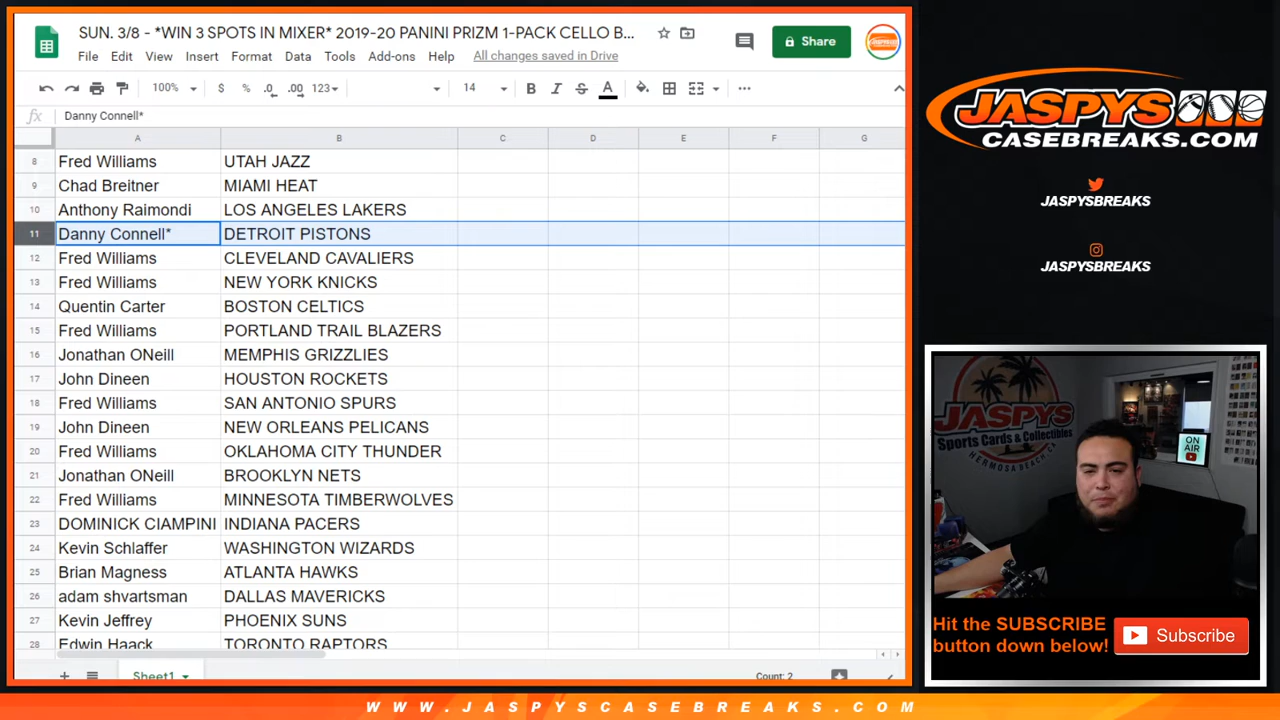 SUN. 3/8 - *WIN 3 SPOTS IN MIXER* 2019-20 PANINI PRIZM 1-PACK CELLO B...
File Edit View Insert Format Data Tools Add-ons Help All changes saved in Drive
Share
100% $ % .0 .00 123 14 B I S A
fx Danny Connell*
A B C D E F G
8 Fred Williams UTAH JAZZ
9 Chad Breitner MIAMI HEAT
10 Anthony Raimondi LOS ANGELES LAKERS
11 Danny Connell* DETROIT PISTONS
12 Fred Williams CLEVELAND CAVALIERS
13 Fred Williams NEW YORK KNICKS
14 Quentin Carter BOSTON CELTICS
15 Fred Williams PORTLAND TRAIL BLAZERS
16 Jonathan ONeill MEMPHIS GRIZZLIES
17 John Dineen HOUSTON ROCKETS
18 Fred Williams SAN ANTONIO SPURS
19 John Dineen NEW ORLEANS PELICANS
20 Fred Williams OKLAHOMA CITY THUNDER
21 Jonathan ONeill BROOKLYN NETS
22 Fred Williams MINNESOTA TIMBERWOLVES
23 DOMINICK CIAMPINI INDIANA PACERS
24 Kevin Schlaffer WASHINGTON WIZARDS
25 Brian Magness ATLANTA HAWKS
26 adam shvartsman DALLAS MAVERICKS
27 Kevin Jeffrey PHOENIX SUNS
28 Edwin Haack TORONTO RAPTORS
Sheet1
Count: 2
JASPYS
CASEBREAKS.COM
JASPYSBREAKS
JASPYSBREAKS
JASPYS
Sports Cards & Collectibles
HERMOSA BEACH, CA
ON
AIR
Hit the SUBSCRIBE
button down below!
Subscribe
WWW.JASPYSCASEBREAKS.COM